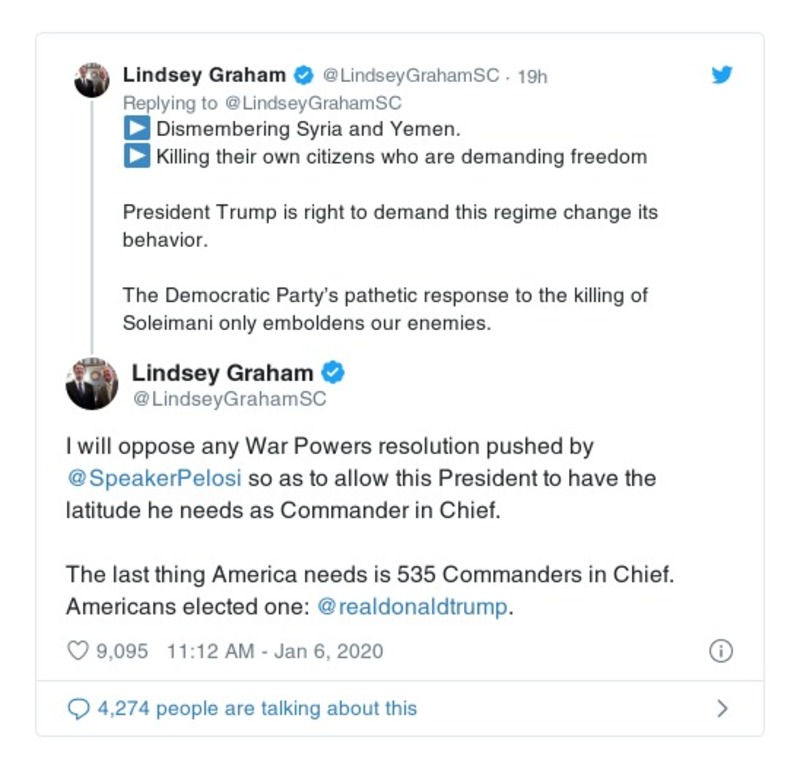 Lindsey Graham @LindseyGrahamSC · 19h
Replying to @LindseyGrahamSC
▶ Dismembering Syria and Yemen.
▶ Killing their own citizens who are demanding freedom
President Trump is right to demand this regime change its
behavior.
The Democratic Party’s pathetic response to the killing of
Soleimani only emboldens our enemies.
Lindsey Graham
@LindseyGrahamSC
I will oppose any War Powers resolution pushed by
@SpeakerPelosi so as to allow this President to have the
latitude he needs as Commander in Chief.
The last thing America needs is 535 Commanders in Chief.
Americans elected one: @realdonaldtrump.
9,095 11:12 AM - Jan 6, 2020
4,274 people are talking about this